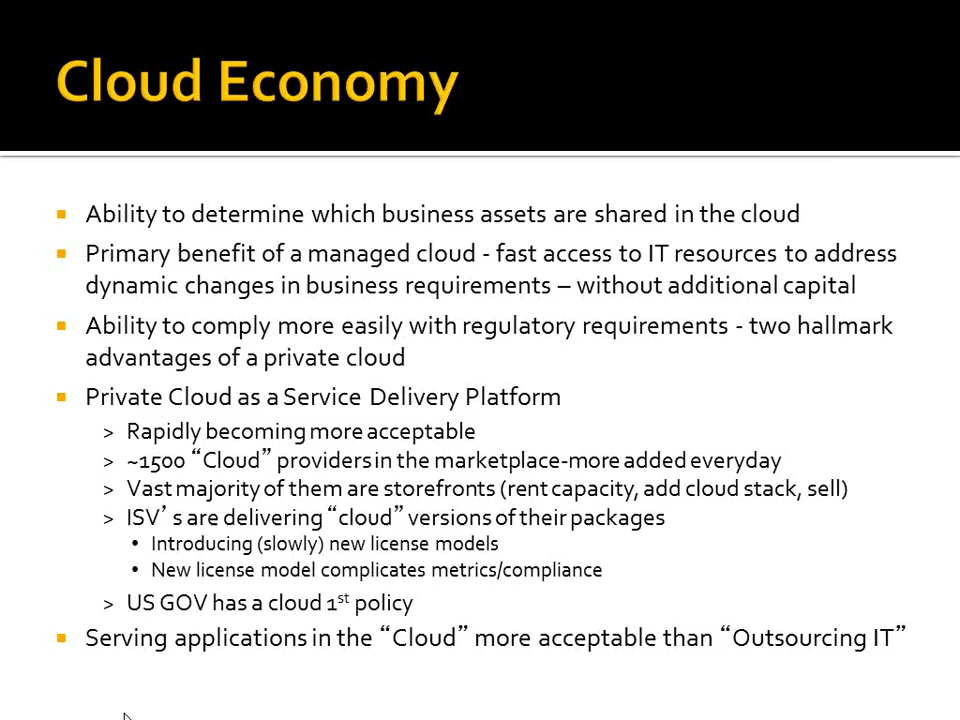 Cloud Economy
Ability to determine which business assets are shared in the cloud
Primary benefit of a managed cloud - fast access to IT resources to address
dynamic changes in business requirements – without additional capital
Ability to comply more easily with regulatory requirements - two hallmark
advantages of a private cloud
Private Cloud as a Service Delivery Platform
> Rapidly becoming more acceptable
> ~1500 “Cloud” providers in the marketplace-more added everyday
> Vast majority of them are storefronts (rent capacity, add cloud stack, sell)
> ISV’s are delivering “cloud” versions of their packages
• Introducing (slowly) new license models
• New license model complicates metrics/compliance
> US GOV has a cloud 1st policy
Serving applications in the “Cloud” more acceptable than “Outsourcing IT”